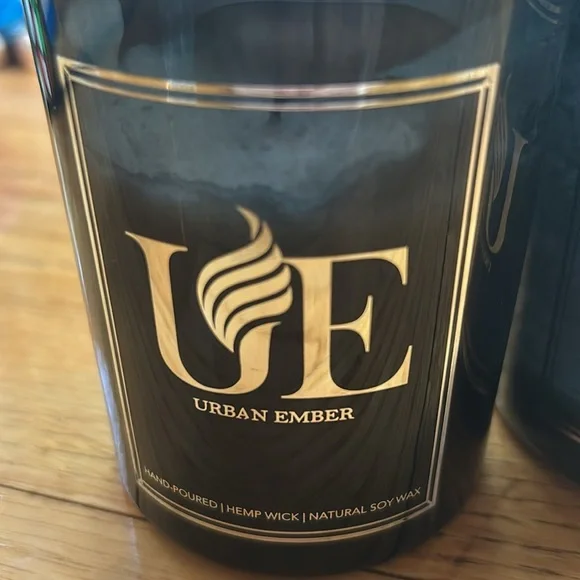 UE
URBAN EMBER
HAND-POURED | HEMP WICK | NATURAL SOY WAX